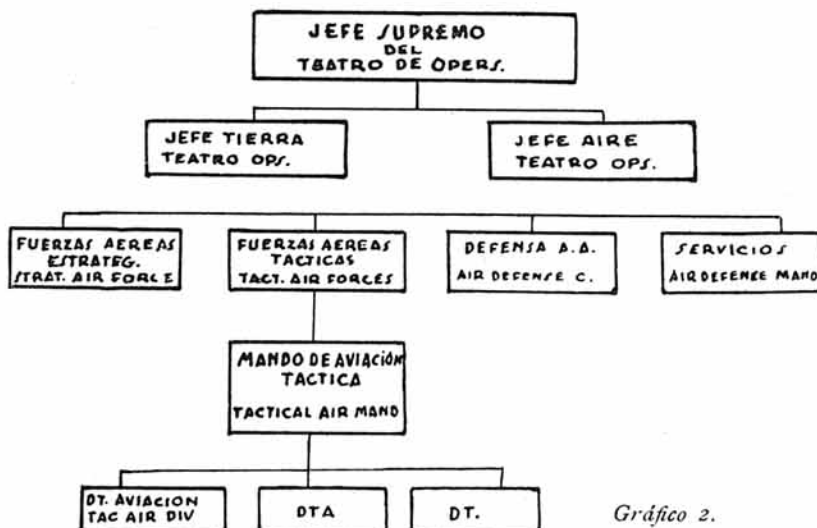 JEFE SUPREMO
DEL
TEATRO DE OPERS.
JEFE TIERRA
TEATRO OPS.
JEFE AIRE
TEATRO OPS.
FUERZAS AEREAS
ESTRATEG.
STRAT. AIR FORCE
FUERZAS AEREAS
TACTICAS
TACT. AIR FORCES
DEFENSA A.A.
AIR DEFENSE C.
SERVICIOS
AIR DEFENCE MAND
MANDO DE AVIACIÓN
TACTICA
TACTICAL AIR MAND
DT. AVIACION
TAC AIR DIV
DTA
DT.
Gráfico 2.